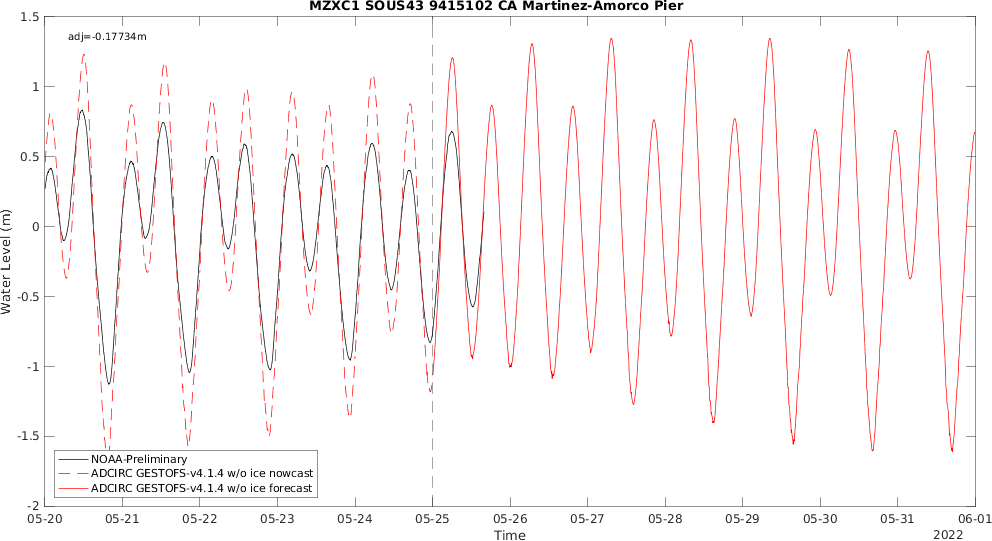 MZXC1 SOUS43 9415102 CA Martinez-Amorco Pier
adj=-0.17734m
1.5
1
0.5
0
-0.5
-1
-1.5
-2
Water Level (m)
NOAA-Preliminary
ADCIRC GESTOFS-v4.1.4 w/o ice nowcast
ADCIRC GESTOFS-v4.1.4 w/o ice forecast
05-20 05-21 05-22 05-23 05-24 05-25 05-26 05-27 05-28 05-29 05-30 05-31 06-01
Time
2022